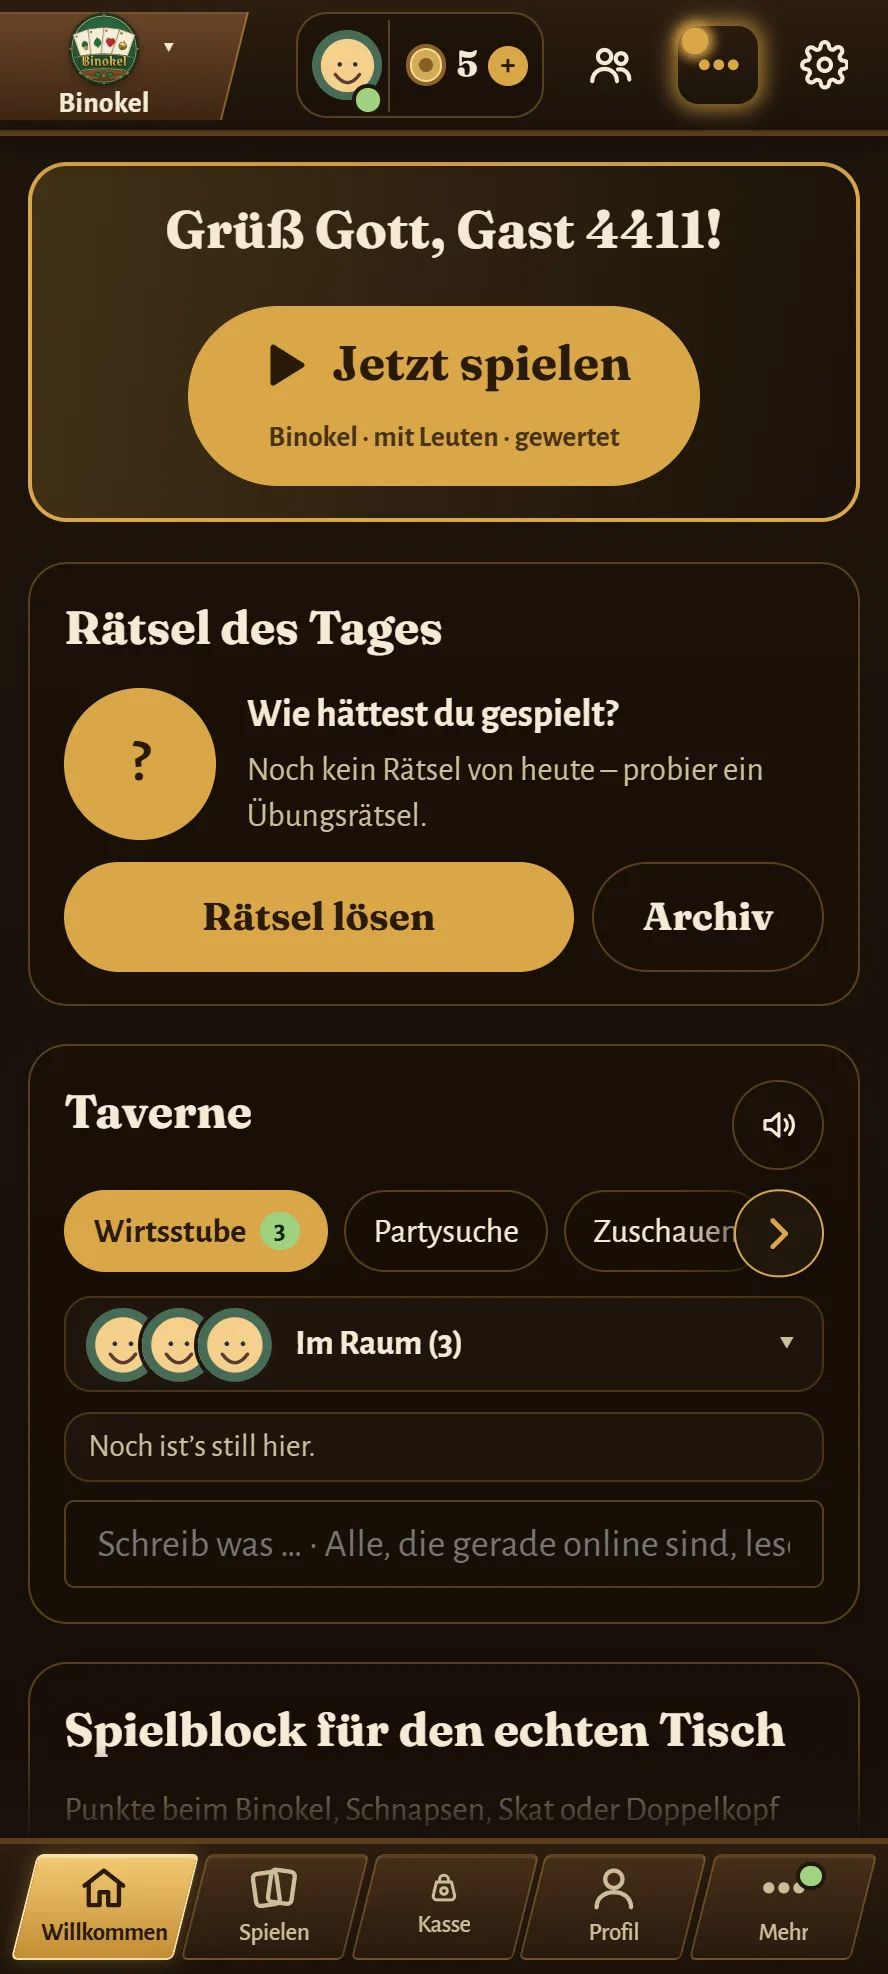 Binokel
Binokel
▼
5 +
Grüß Gott, Gast 4411!
Jetzt spielen
Binokel · mit Leuten · gewertet
Rätsel des Tages
?
Wie hättest du gespielt?
Noch kein Rätsel von heute – probier ein
Übungsrätsel.
Rätsel lösen
Archiv
Taverne
Wirtsstube 3
Partysuche
Zuschauen
Im Raum (3)
▼
Noch ist’s still hier.
Schreib was ... · Alle, die gerade online sind, les
Spielblock für den echten Tisch
Punkte beim Binokel, Schnapsen, Skat oder Doppelkopf
Willkommen
Spielen
Kasse
Profil
Mehr